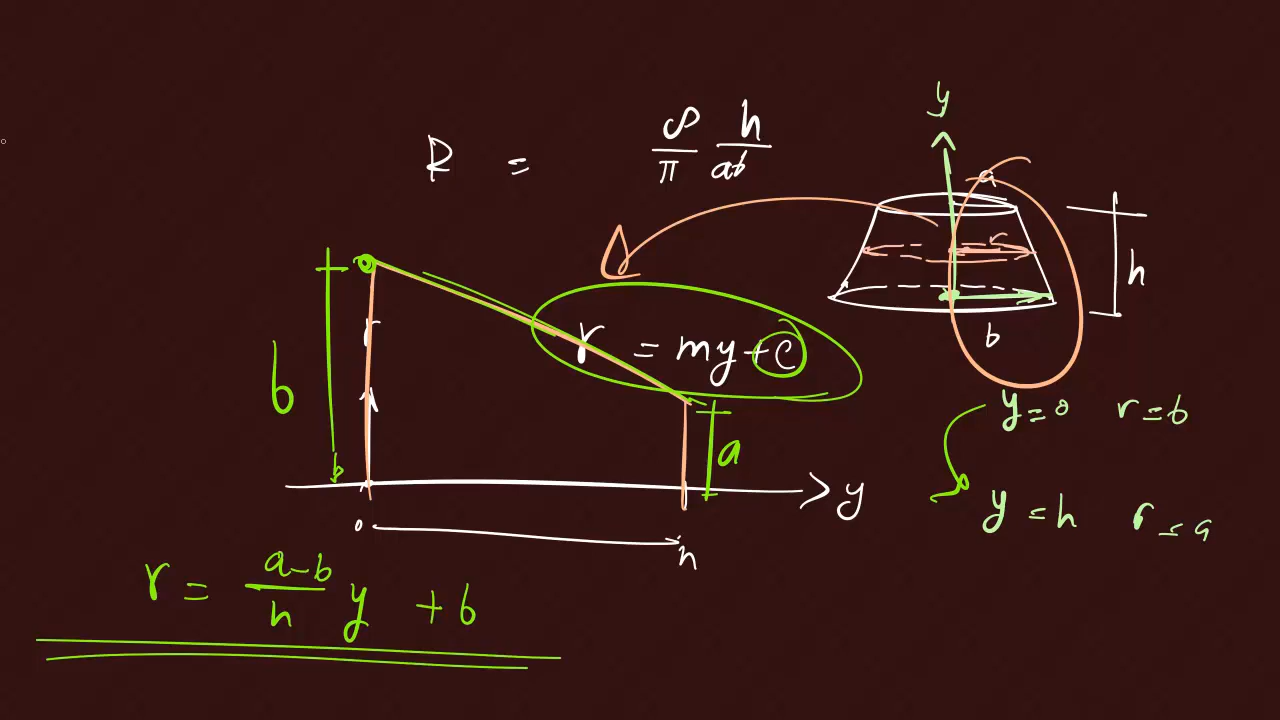 y
R = ρ/π h/ab
a
r
h
b
r
r = my + c
b
a
y = 0 r = b
b
y
0
h
y = h r = a
r = a-b/h y + b